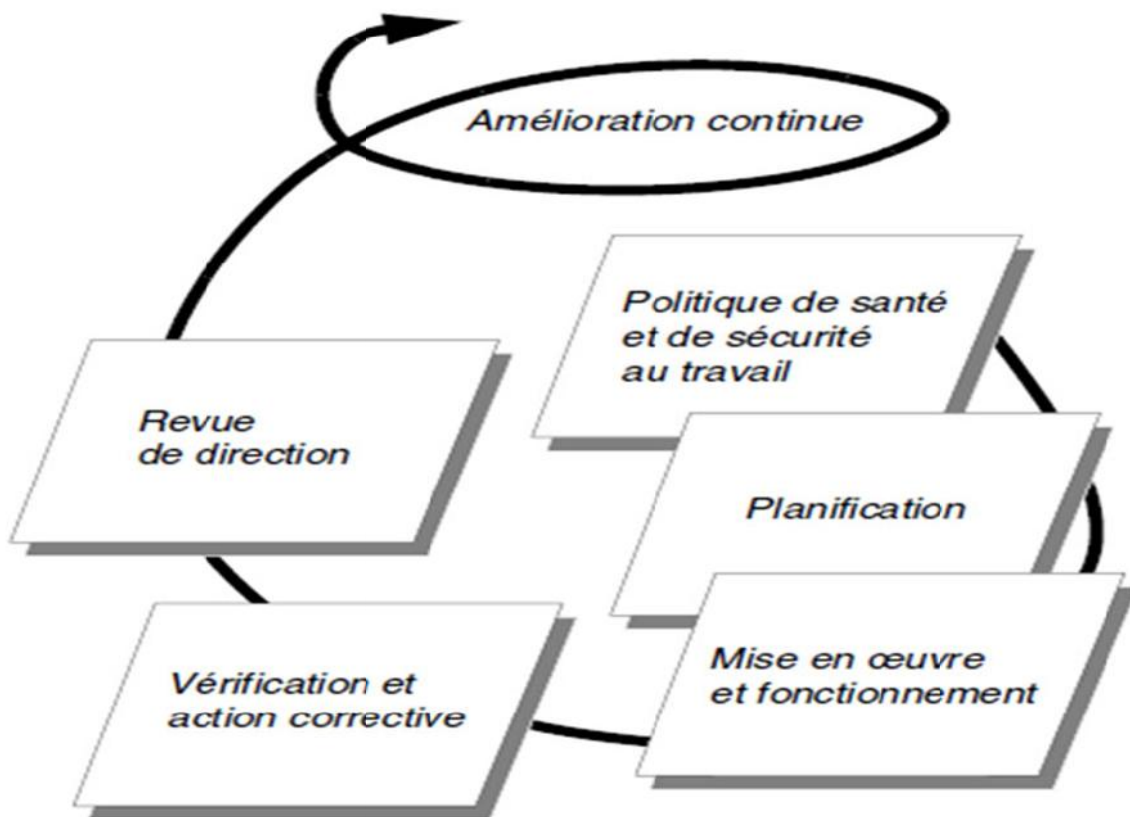 Amélioration continue
Politique de santé
et de sécurité
au travail
Planification
Mise en œuvre
et fonctionnement
Vérification et
action corrective
Revue
de direction